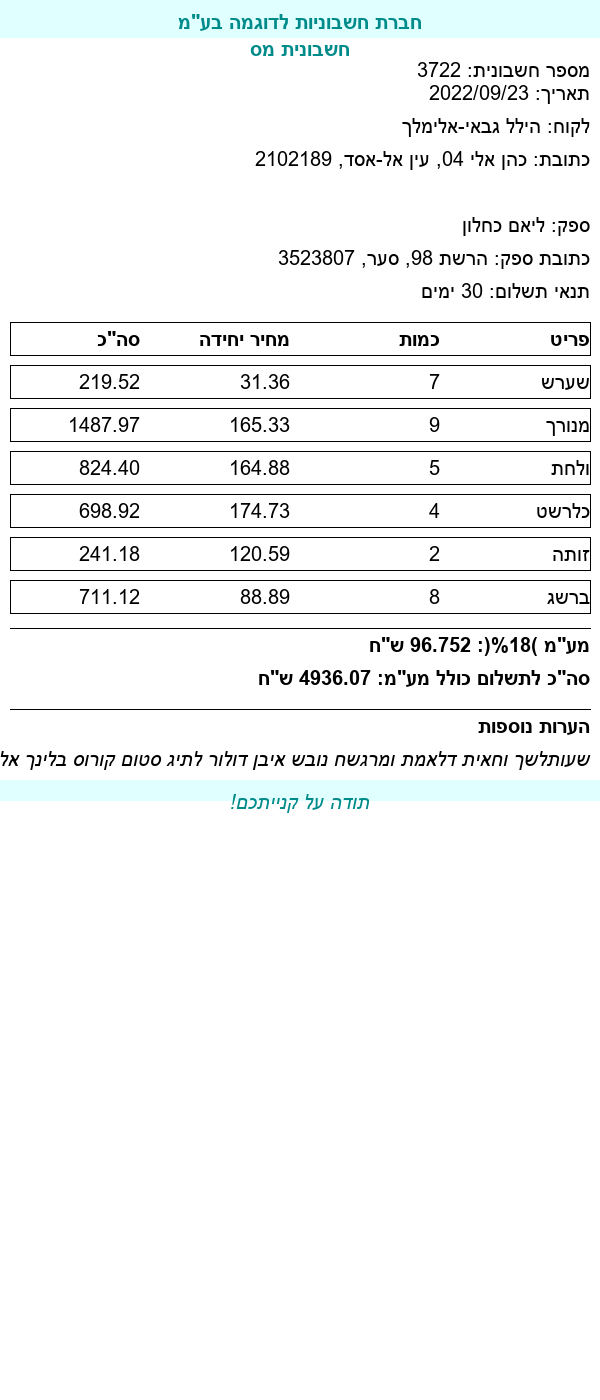 חברת חשבוניות לדוגמה בע"מ
חשבונית מס
מספר חשבונית: 3722
תאריך: 2022/09/23
לקוח: הילל גבאי-אלימלך
כתובת: כהן אלי 04, עין אל-אסד, 2102189
ספק: ליאם כחלון
כתובת ספק: הרשת 98, סער, 3523807
תנאי תשלום: 30 ימים
פריט כמות מחיר יחידה סה"כ
שערש 7 31.36 219.52
מנורך 9 165.33 1487.97
ולחת 5 164.88 824.40
כלרשט 4 174.73 698.92
זותה 2 120.59 241.18
ברשג 8 88.89 711.12
מע"מ )18%(: 96.752 ש"ח
סה"כ לתשלום כולל מע"מ: 4936.07 ש"ח
הערות נוספות
שעותלשך וחאית דלאמת ומרגשח נובש איבן דולור לתיג סטום קורוס בלינך אל
תודה על קנייתכם!